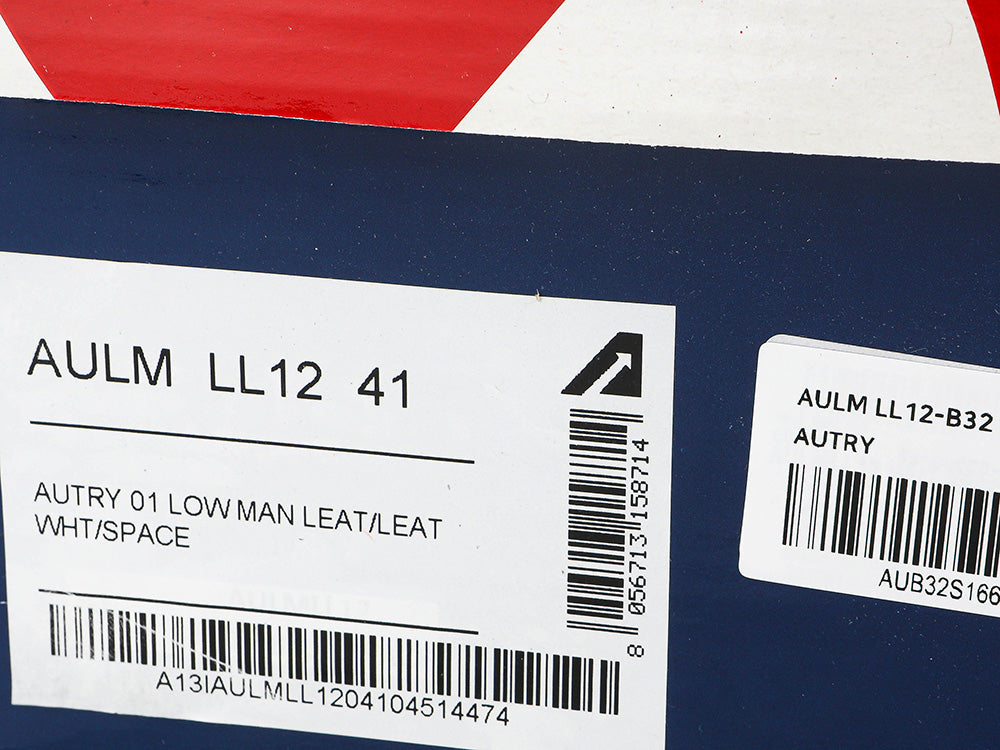 AULM LL12 41
AUTRY 01 LOW MAN LEAT/LEAT
WHT/SPACE
A13IAULMLL1204104514474
8 056713 158714
AULM LL12-B32
AUTRY
AUB32S166